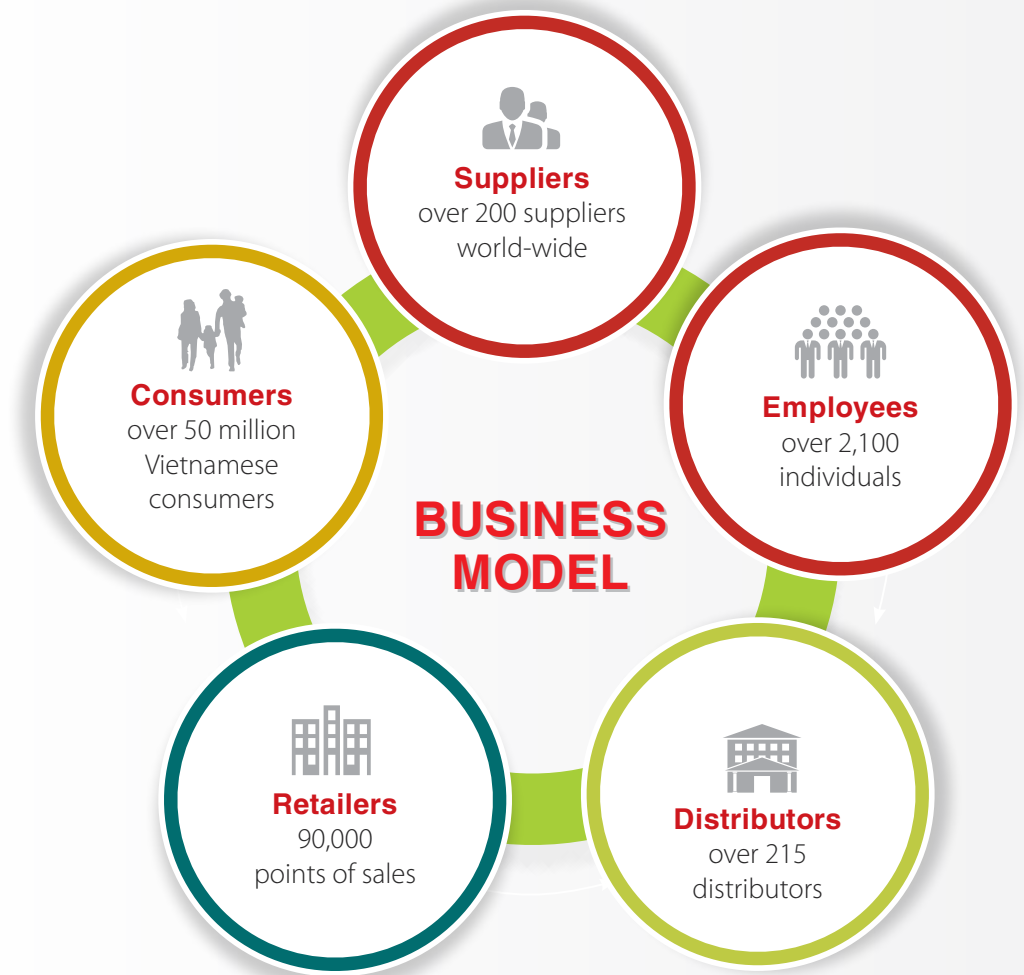 Suppliers
over 200 suppliers
world-wide
Employees
over 2,100
individuals
Distributors
over 215
distributors
Retailers
90,000
points of sales
Consumers
over 50 million
Vietnamese
consumers
BUSINESS
MODEL